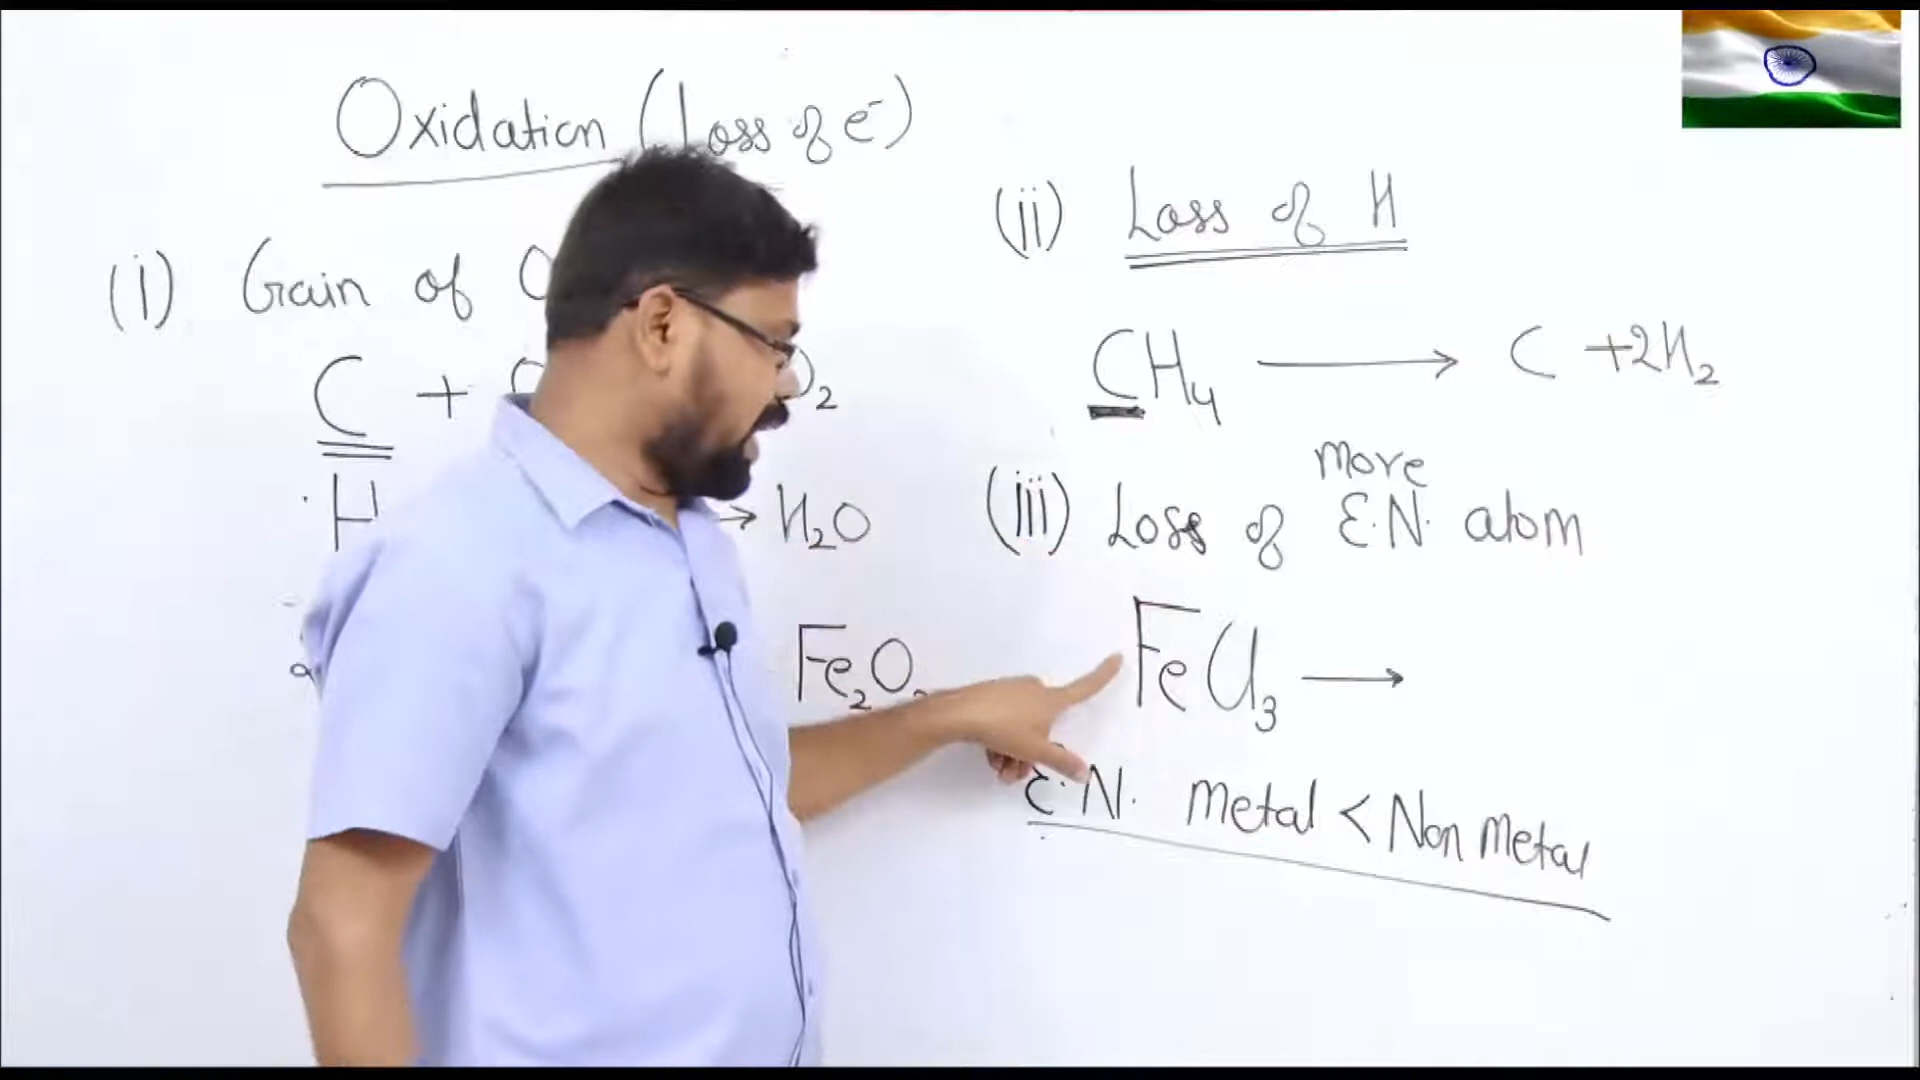 Oxidation (Loss of e⁻)
(i) Gain of O
C + O₂
H → H₂O
Fe₂O
(ii) Loss of H
CH₄ → C + 2H₂
more
(iii) Loss of E.N. atom
FeCl₃ →
E.N. Metal < Non Metal